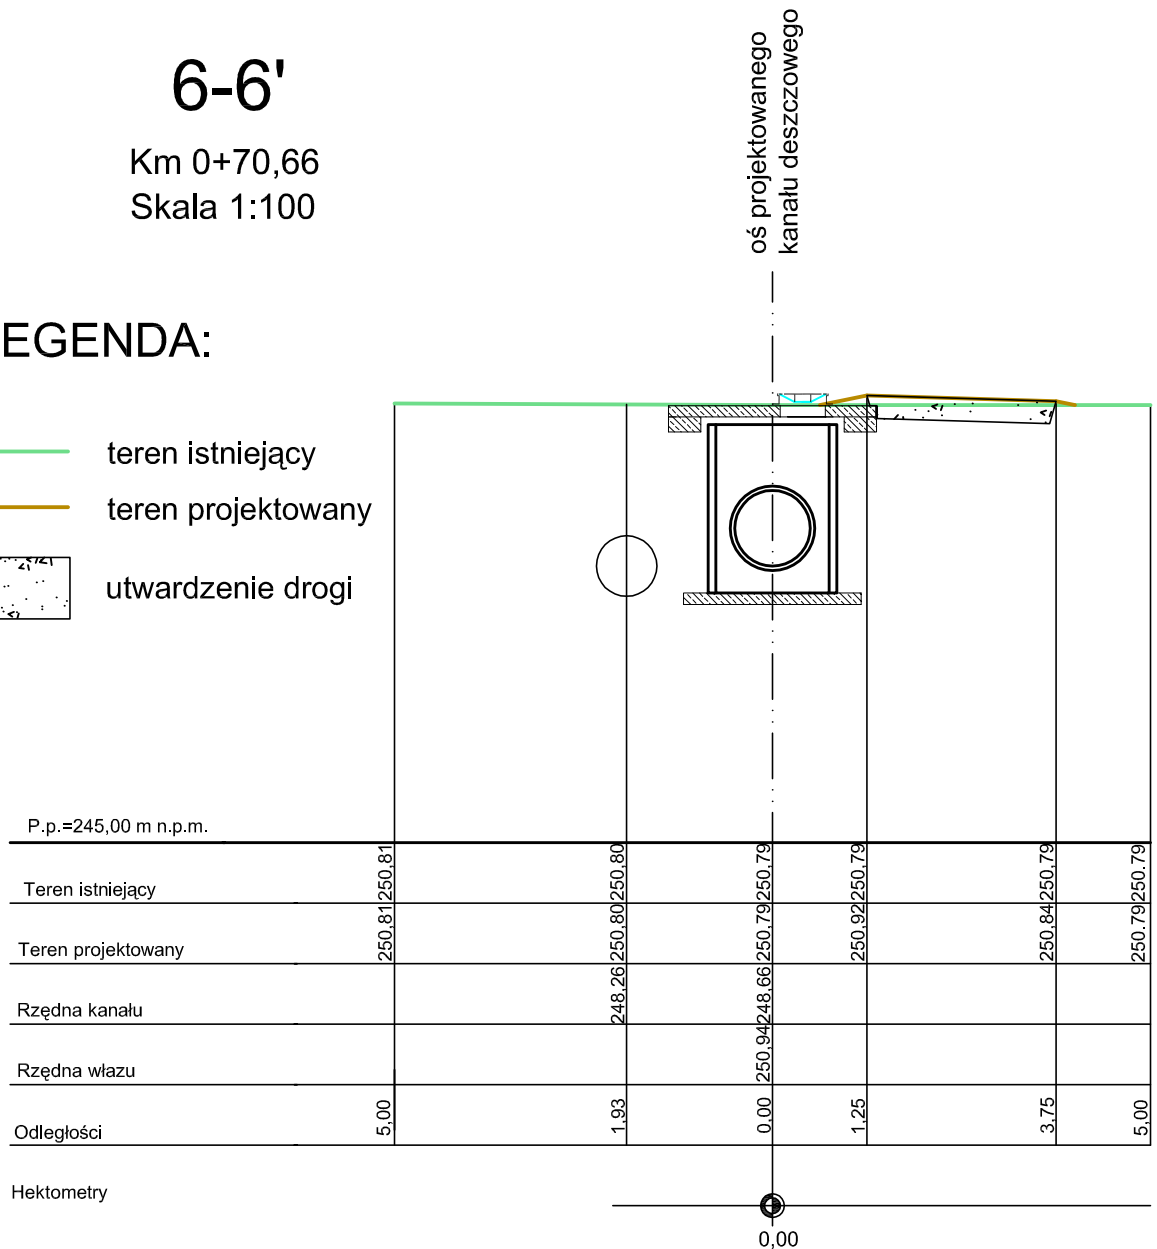 6-6'
Km 0+70,66
Skala 1:100
oś projektowanego
kanału deszczowego
EGENDA:
teren istniejący
teren projektowany
utwardzenie drogi
P.p.=245,00 m n.p.m.
Teren istniejący 250,81 250,80 250,79 250,79 250,79 250.79
Teren projektowany 250,81 250,80 250,79 250,92 250,84 250.79
Rzędna kanału 248,26 248,66
Rzędna włazu 250,94
Odległości 5,00 1,93 0,00 1,25 3,75 5,00
Hektometry
0,00